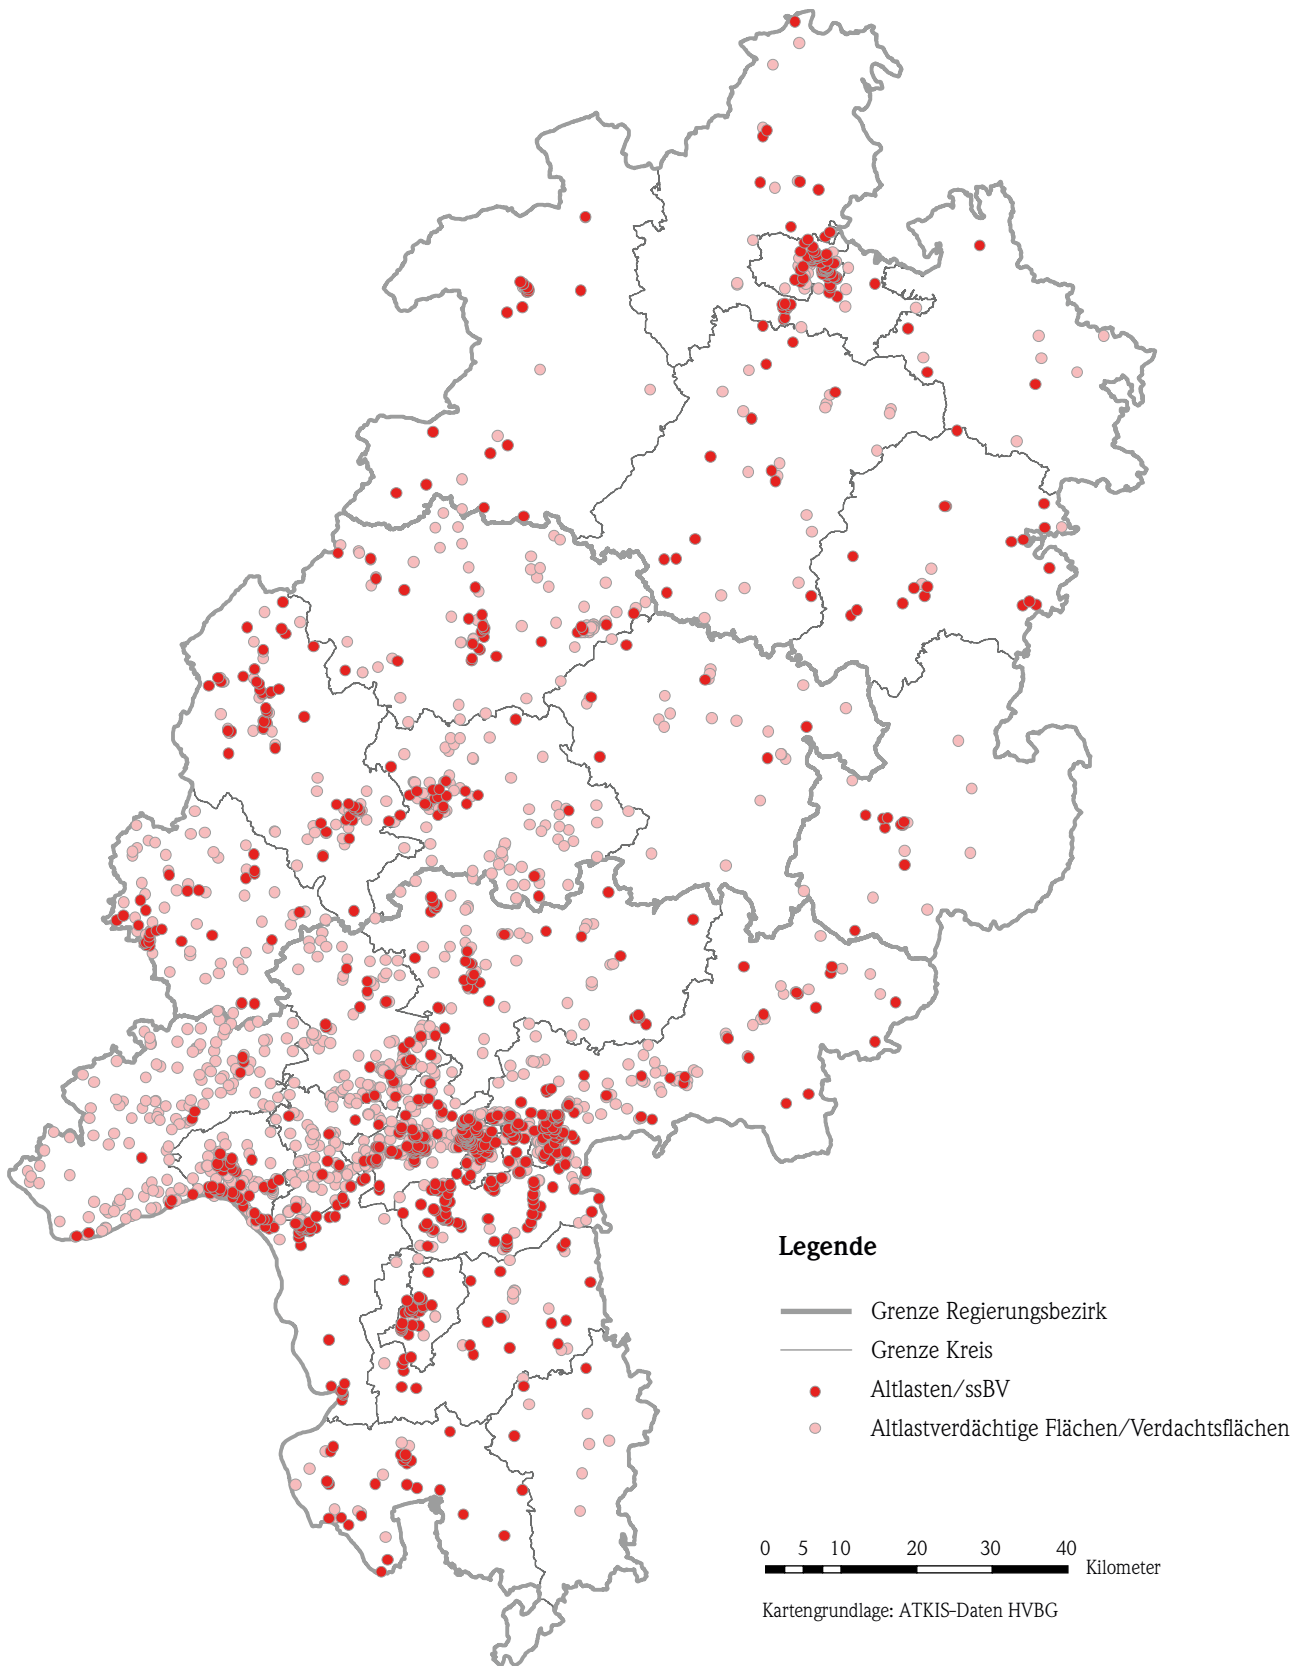 Legende
Grenze Regierungsbezirk
Grenze Kreis
Altlasten/ssBV
Altlastverdächtige Flächen/Verdachtsflächen
0 5 10 20 30 40
Kilometer
Kartengrundlage: ATKIS-Daten HVBG